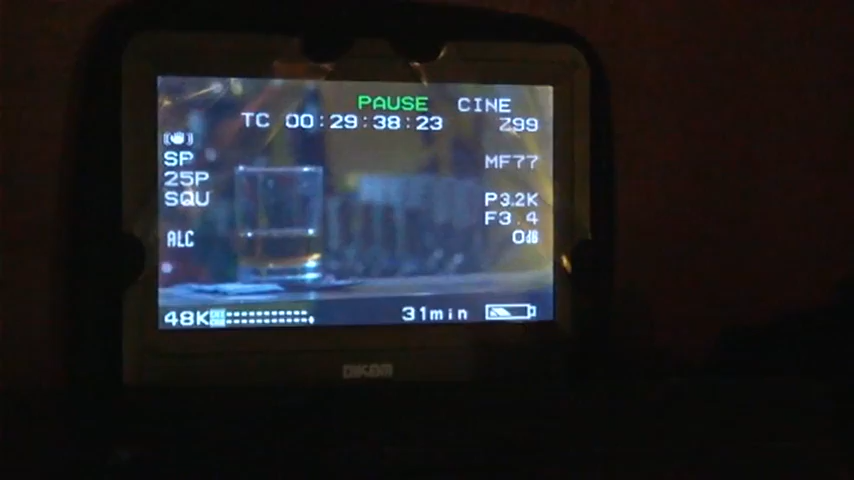 PAUSE CINE
TC 00:29:38:23 Z99
SP
MF77
25P
SQU P3.2K
F3.4
ALC 0dB
48K 31min